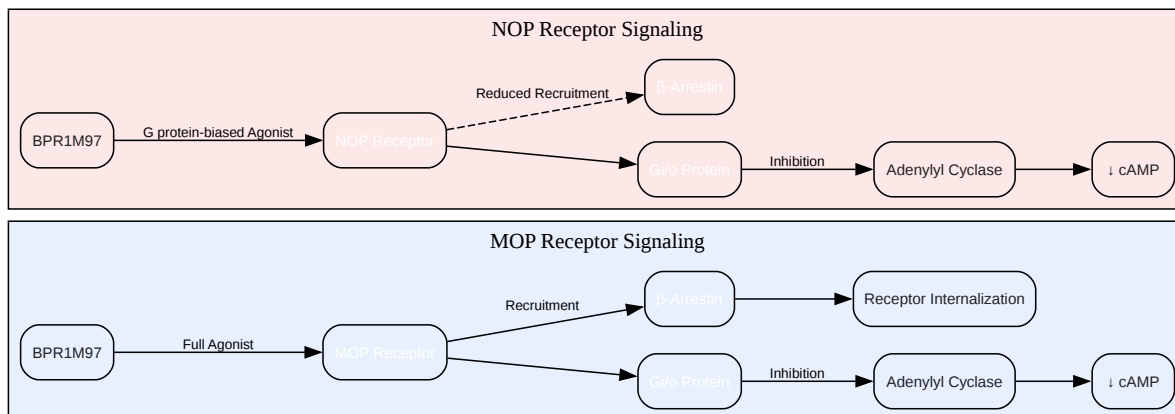 NOP Receptor Signaling
BPR1M97
G protein-biased Agonist
NOP Receptor
Reduced Recruitment
β-Arrestin
Gi/o Protein
Inhibition
Adenylyl Cyclase
↓ cAMP
MOP Receptor Signaling
BPR1M97
Full Agonist
MOP Receptor
Recruitment
β-Arrestin
Receptor Internalization
Gi/o Protein
Inhibition
Adenylyl Cyclase
↓ cAMP